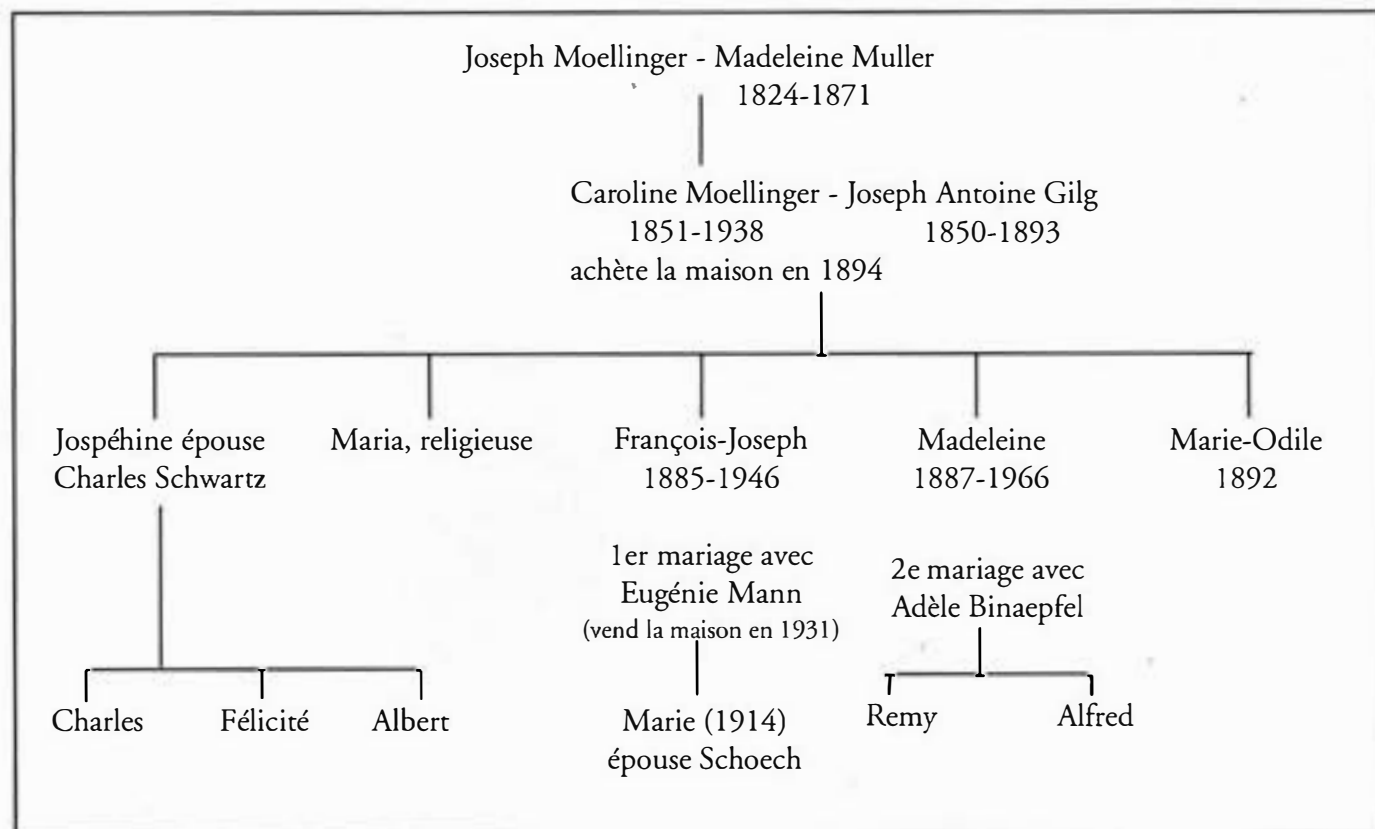 Joseph Moellinger - Madeleine Muller
1824-1871
Caroline Moellinger - Joseph Antoine Gilg
1851-1938 1850-1893
achète la maison en 1894
Jospéhine épouse
Charles Schwartz
Maria, religieuse
François-Joseph
1885-1946
Madeleine
1887-1966
Marie-Odile
1892
1er mariage avec
Eugénie Mann
(vend la maison en 1931)
2e mariage avec
Adèle Binaepfel
Charles
Félicité
Albert
Marie (1914)
épouse Schoech
Remy
Alfred